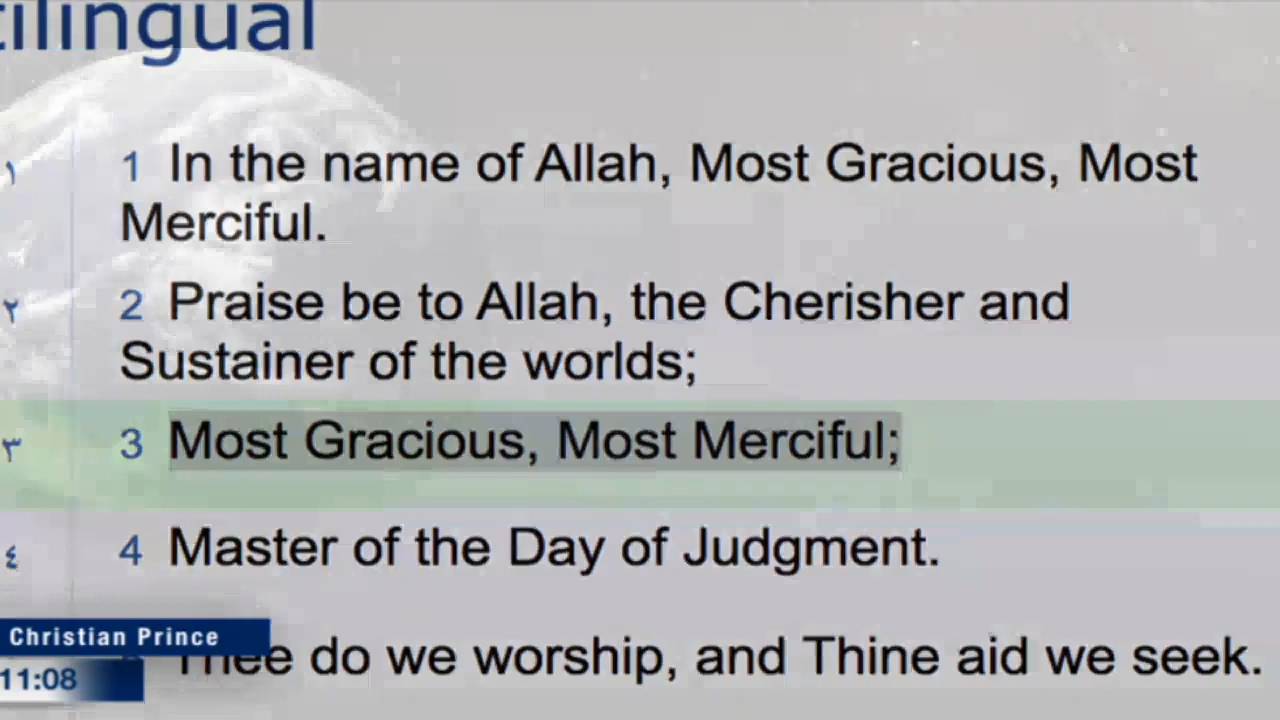 tilingual
١ 1 In the name of Allah, Most Gracious, Most
Merciful.
٢ 2 Praise be to Allah, the Cherisher and
Sustainer of the worlds;
٣ 3 Most Gracious, Most Merciful;
٤ 4 Master of the Day of Judgment.
Thee do we worship, and Thine aid we seek.
Christian Prince
11:08